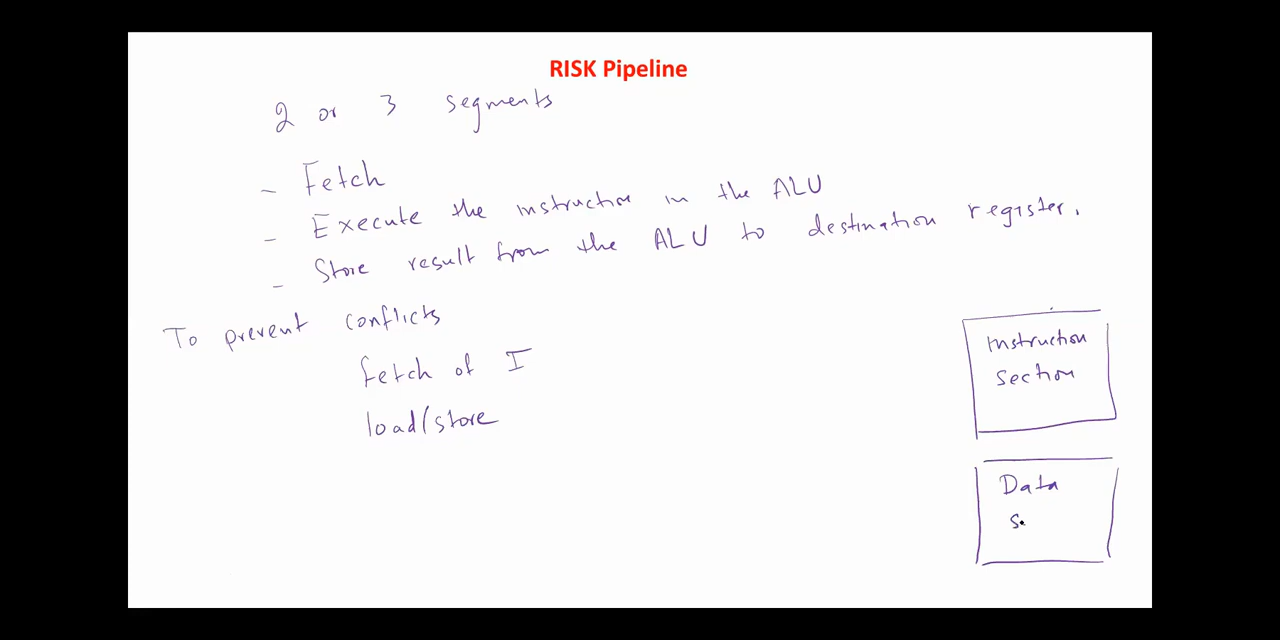 RISK Pipeline
2 or 3 segments
- Fetch
- Execute the instruction in the ALU
- Store result from the ALU to destination register.
To prevent conflicts
fetch of I
load/store
Instruction
section
Data
s